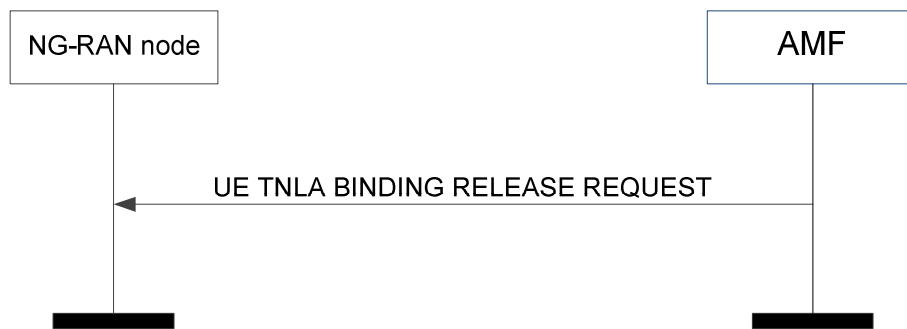 NG-RAN node
AMF
UE TNLA BINDING RELEASE REQUEST